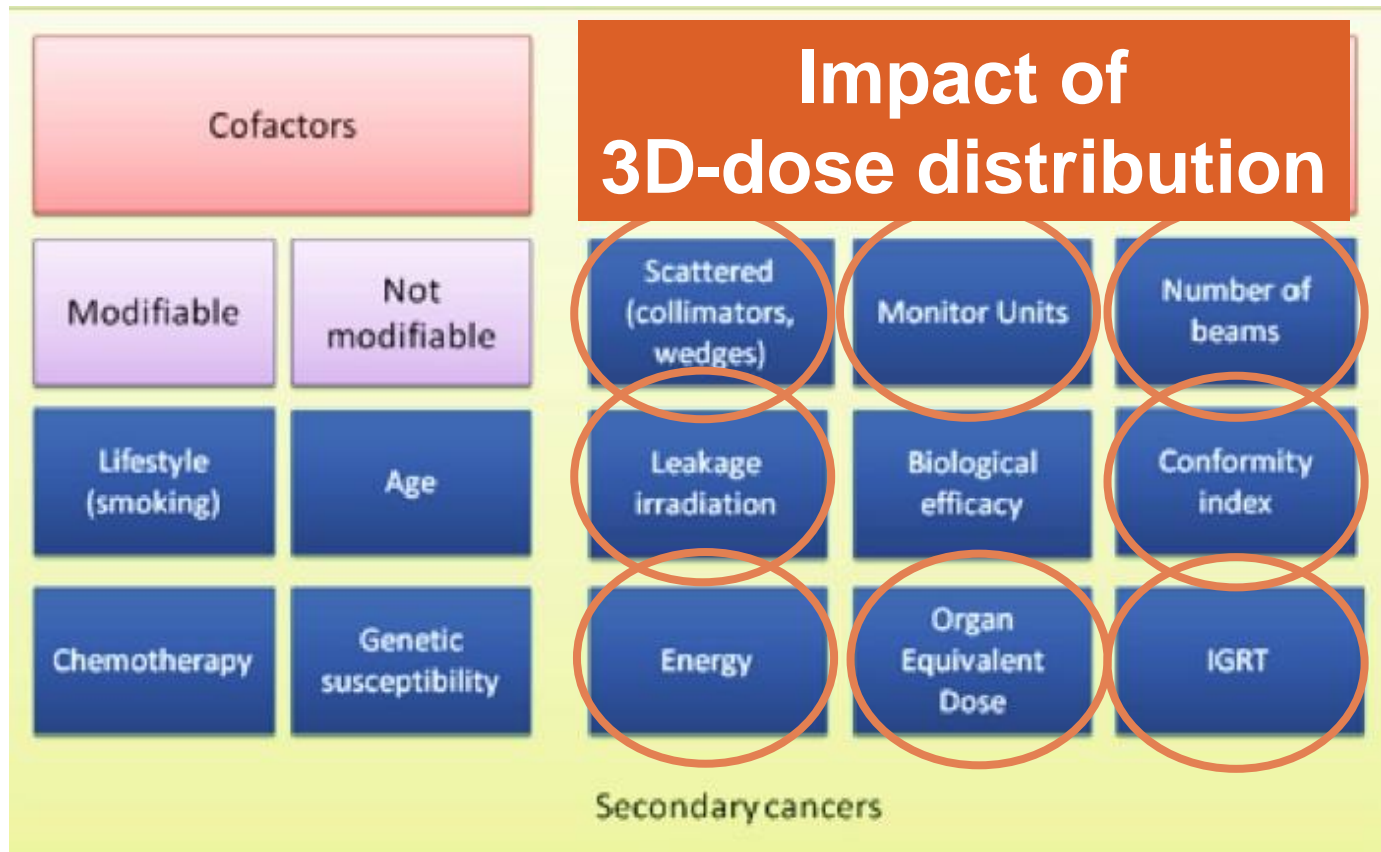 Cofactors
Impact of
3D-dose distribution
Modifiable
Not
modifiable
Scattered
(collimators,
wedges)
Monitor Units
Number of
beams
Lifestyle
(smoking)
Age
Leakage
irradiation
Biological
efficacy
Conformity
index
Chemotherapy
Genetic
susceptibility
Energy
Organ
Equivalent
Dose
IGRT
Secondary cancers